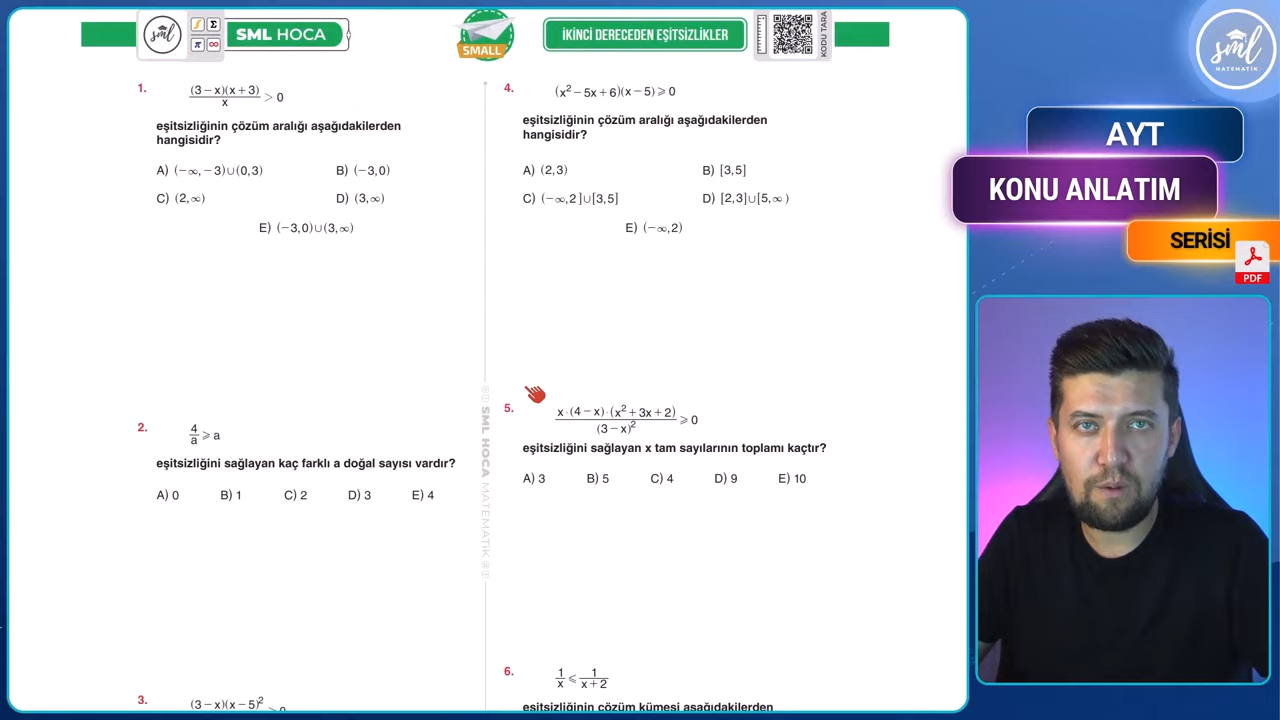 sml
∫ Σ
π ∞
SML HOCA
SMALL
İKİNCİ DERECEDEN EŞİTSİZLİKLER
KODU TARA
1. (3−x)(x+3) / x > 0
eşitsizliğinin çözüm aralığı aşağıdakilerden
hangisidir?
A) (−∞,−3)∪(0,3) B) (−3,0)
C) (2,∞) D) (3,∞)
E) (−3,0)∪(3,∞)
2. 4/a ⩾ a
eşitsizliğini sağlayan kaç farklı a doğal sayısı vardır?
A) 0 B) 1 C) 2 D) 3 E) 4
3. (3−x)(x−5)²
SML HOCA MATEMATİK
4. (x²−5x+6)(x−5)⩾0
eşitsizliğinin çözüm aralığı aşağıdakilerden
hangisidir?
A) (2,3) B) [3,5]
C) (−∞,2]∪[3,5] D) [2,3]∪[5,∞)
E) (−∞,2)
5. x·(4−x)·(x²+3x+2) / (3−x)² ⩾ 0
eşitsizliğini sağlayan x tam sayılarının toplamı kaçtır?
A) 3 B) 5 C) 4 D) 9 E) 10
6. 1/x ⩽ 1/(x+2)
eşitsizliğinin çözüm kümesi aşağıdakilerden
sml
MATEMATİK
AYT
KONU ANLATIM
SERİSİ
PDF